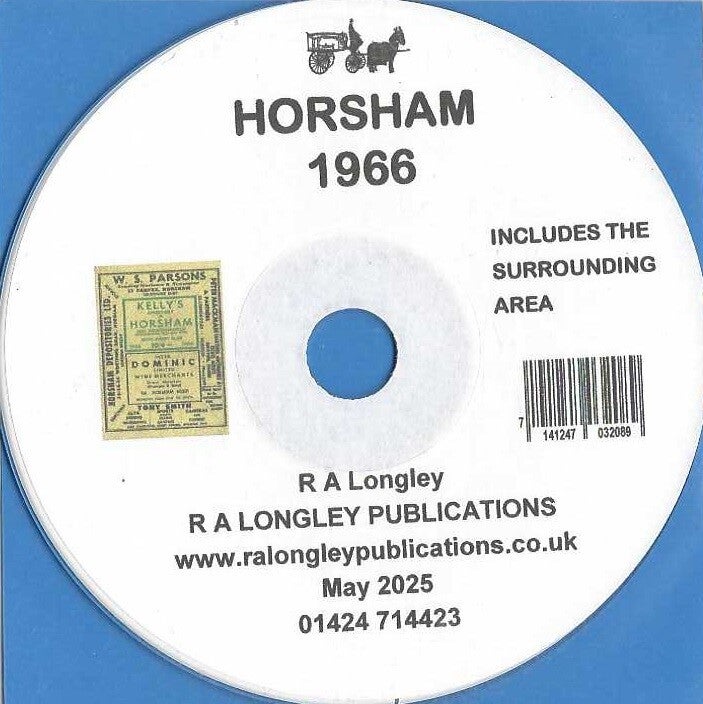 HORSHAM
1966
INCLUDES THE
SURROUNDING
AREA
W. S. PARSONS
KELLY'S
HORSHAM
DOMINIC
LIMITED
WINE MERCHANTS
TONY SMITH
HORSHAM DEPOSITORIES LTD.
7 141247 032089
R A Longley
R A LONGLEY PUBLICATIONS
www.ralongleypublications.co.uk
May 2025
01424 714423